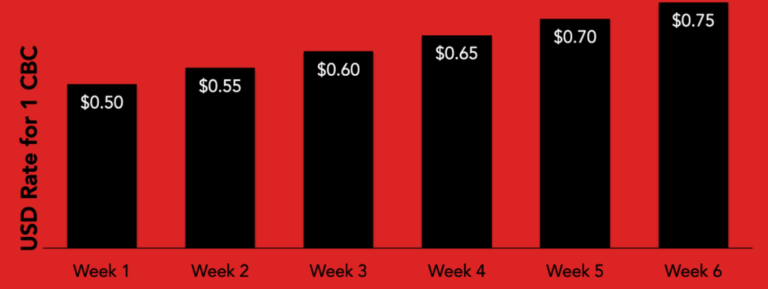 USD Rate for 1 CBC
$0.50
$0.55
$0.60
$0.65
$0.70
$0.75
Week 1
Week 2
Week 3
Week 4
Week 5
Week 6